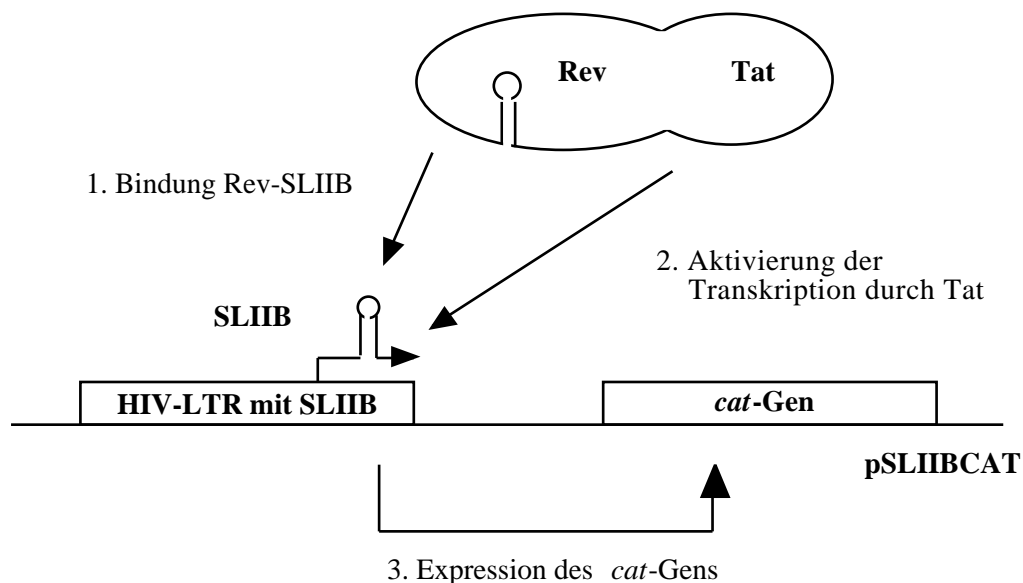 Rev Tat
1. Bindung Rev-SLIIB
2. Aktivierung der
Transkription durch Tat
SLIIB
HIV-LTR mit SLIIB
cat-Gen
pSLIIBCAT
3. Expression des cat-Gens